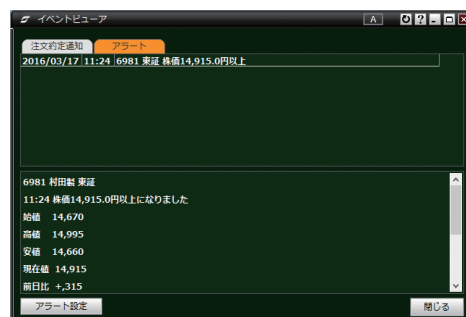 イベントビューア A
注文約定通知 アラート
2016/03/17 11:24 6981 東証 株価14,915.0円以上
6981 村田製 東証
11:24 株価14,915.0円以上になりました
始値 14,670
高値 14,995
安値 14,660
現在値 14,915
前日比 +,315
アラート設定 閉じる